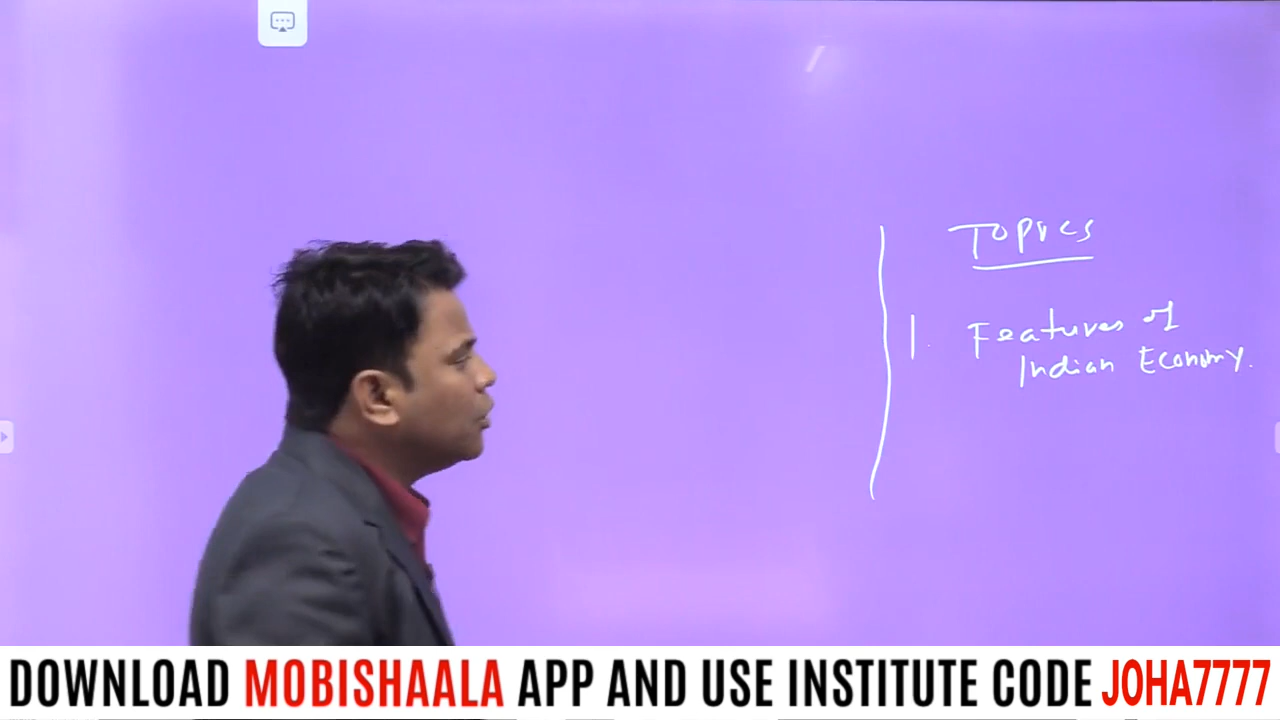 Topics
1. Features of
Indian Economy.
DOWNLOAD MOBISHAALA APP AND USE INSTITUTE CODE JOHA7777